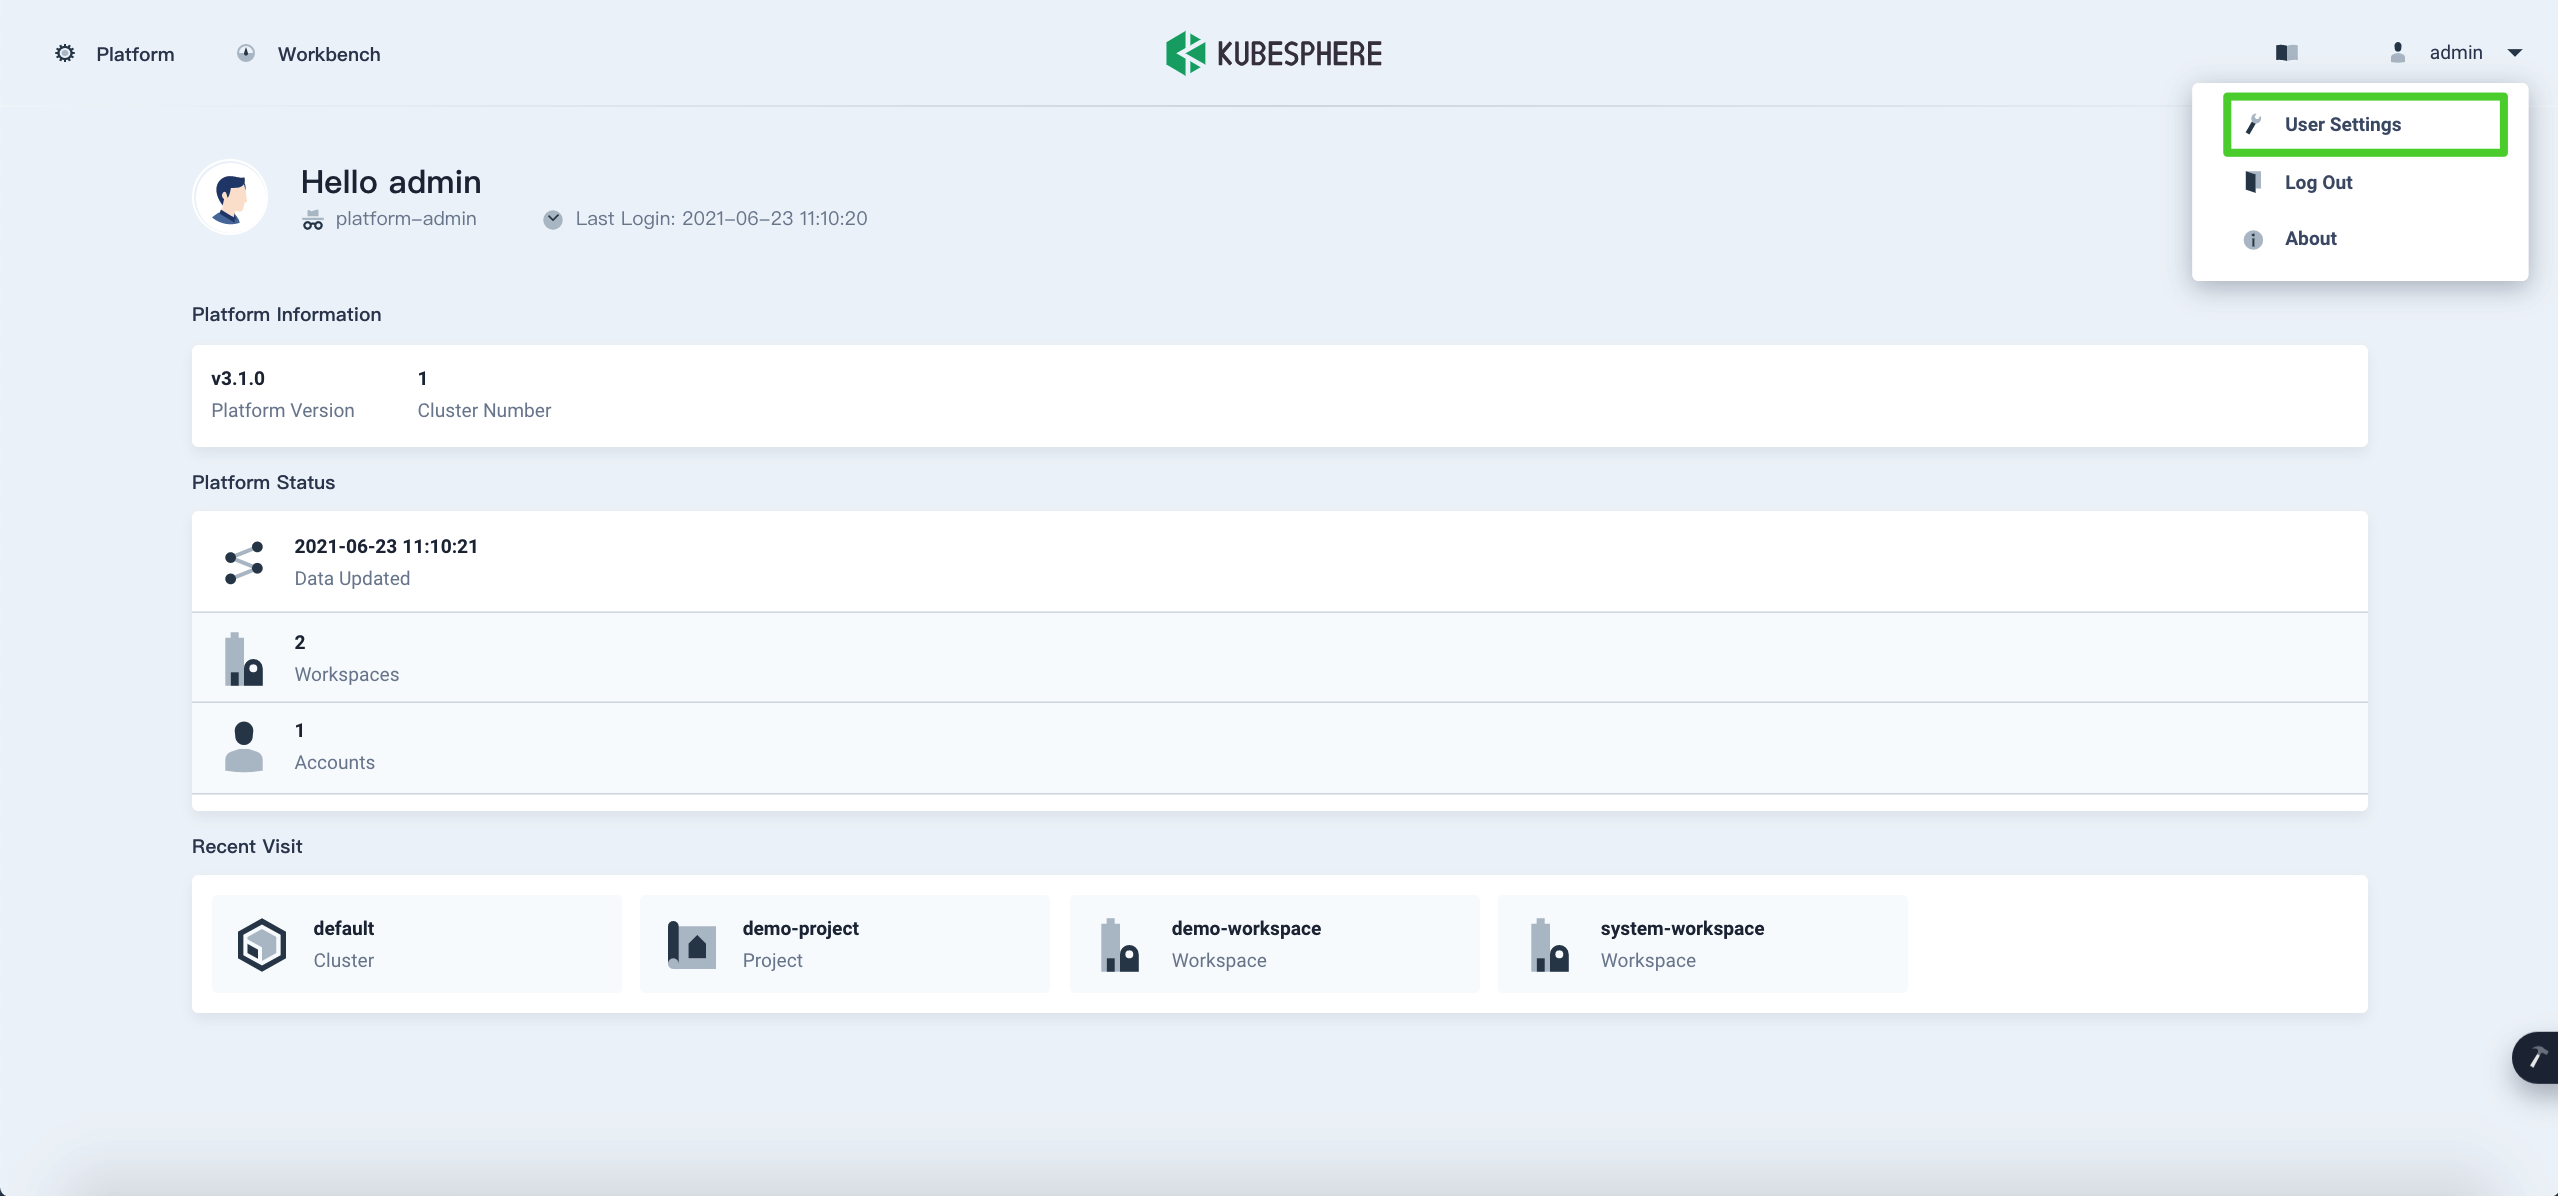 Platform
Workbench
KUBESPHERE
admin
User Settings
Log Out
About
Hello admin
platform-admin
Last Login: 2021-06-23 11:10:20
Platform Information
v3.1.0
Platform Version
1
Cluster Number
Platform Status
2021-06-23 11:10:21
Data Updated
2
Workspaces
1
Accounts
Recent Visit
default
Cluster
demo-project
Project
demo-workspace
Workspace
system-workspace
Workspace